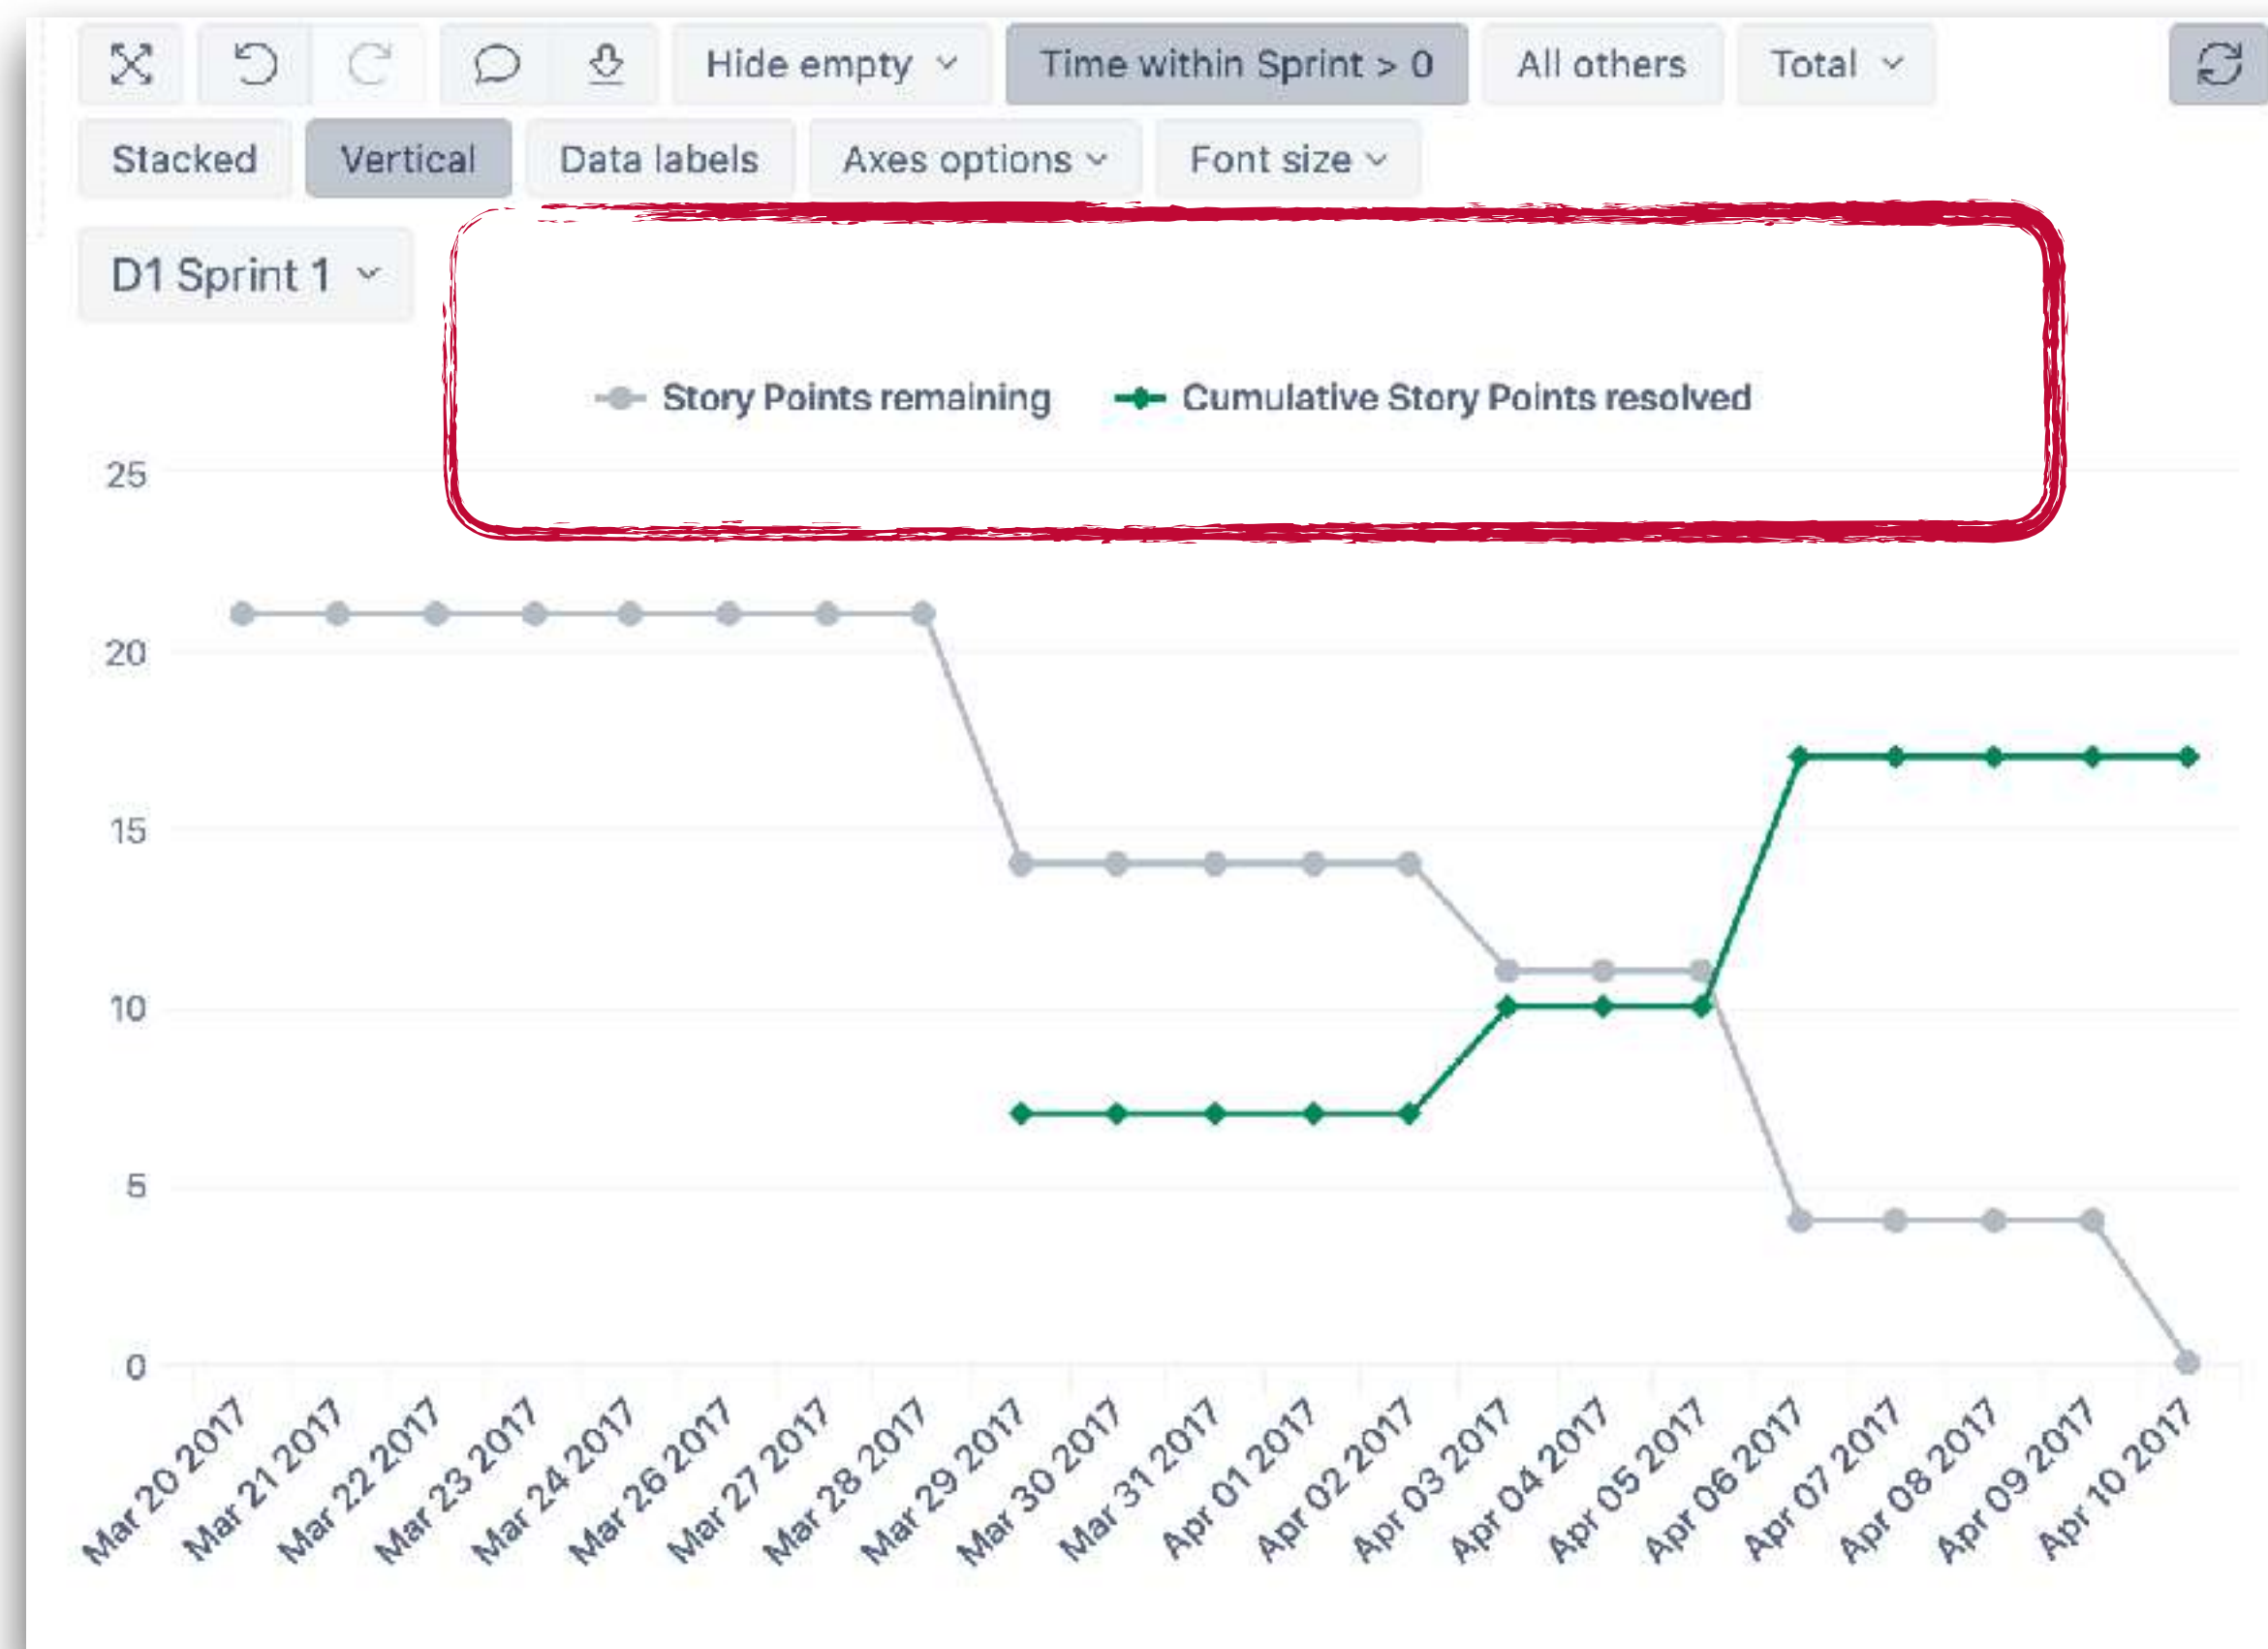 Hide empty Time within Sprint > 0 All others Total
Stacked Vertical Data labels Axes options Font size
D1 Sprint 1
Story Points remaining Cumulative Story Points resolved
25
20
15
10
5
0
Mar 20 2017
Mar 21 2017
Mar 22 2017
Mar 23 2017
Mar 24 2017
Mar 26 2017
Mar 27 2017
Mar 28 2017
Mar 29 2017
Mar 30 2017
Mar 31 2017
Apr 01 2017
Apr 02 2017
Apr 03 2017
Apr 04 2017
Apr 05 2017
Apr 06 2017
Apr 07 2017
Apr 08 2017
Apr 09 2017
Apr 10 2017